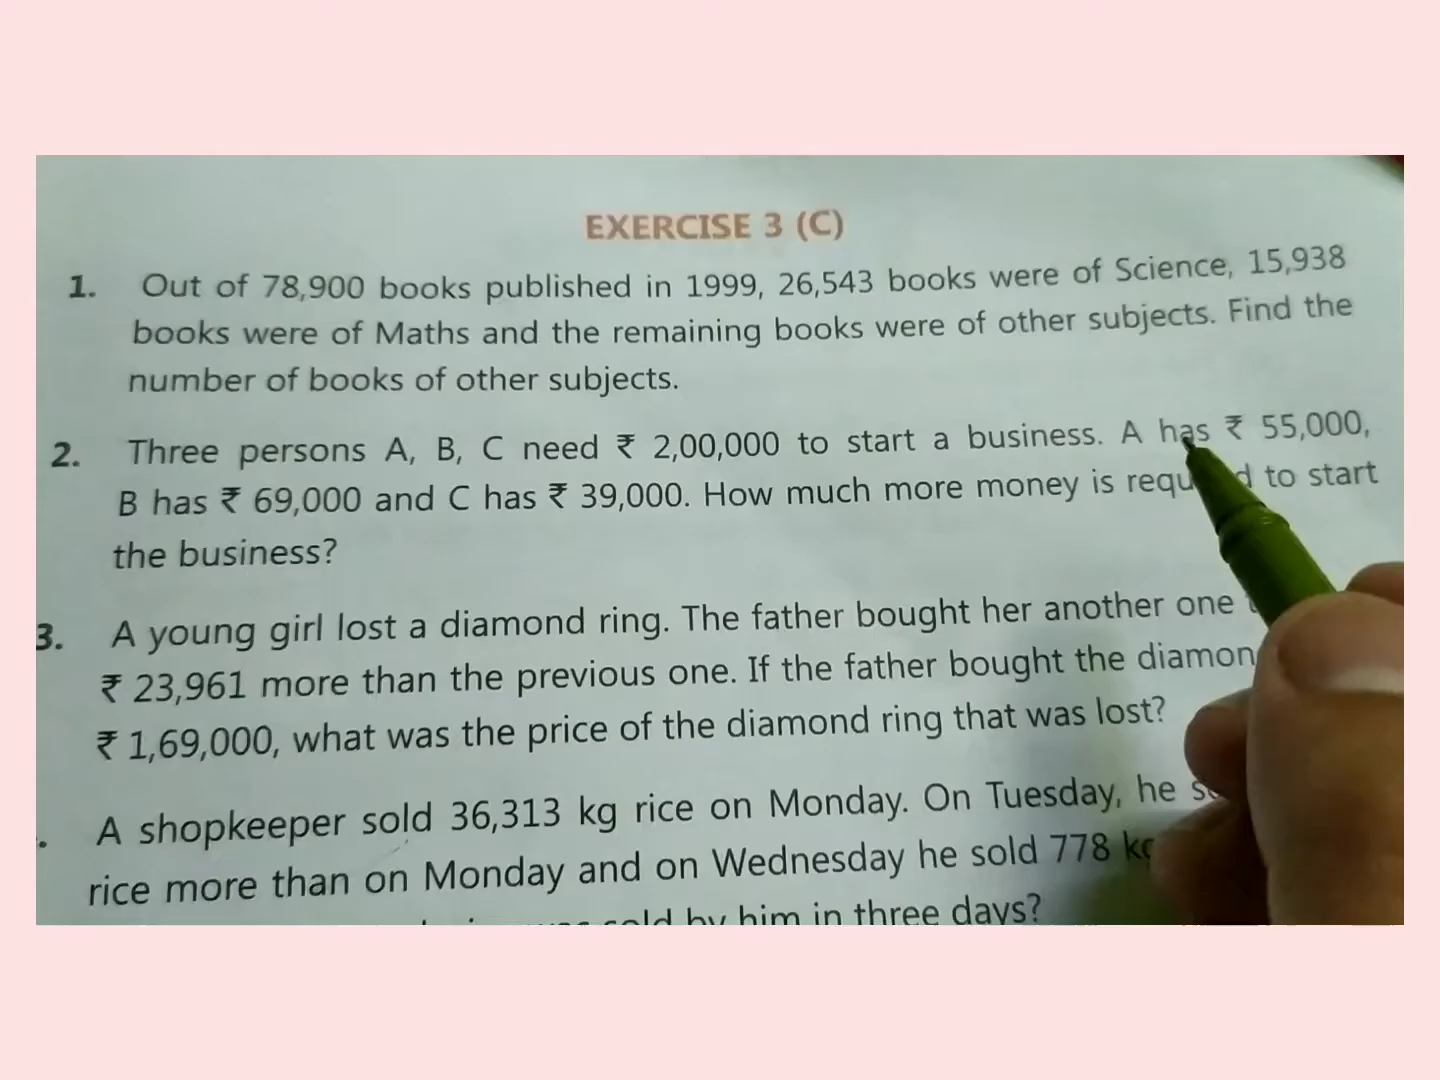 EXERCISE 3 (C)
1. Out of 78,900 books published in 1999, 26,543 books were of Science, 15,938
books were of Maths and the remaining books were of other subjects. Find the
number of books of other subjects.
2. Three persons A, B, C need ₹ 2,00,000 to start a business. A has ₹ 55,000,
B has ₹ 69,000 and C has ₹ 39,000. How much more money is to start
the business?
3. A young girl lost a diamond ring. The father bought her another one
₹ 23,961 more than the previous one. If the father bought the
₹ 1,69,000, what was the price of the diamond ring that was lost?
A shopkeeper sold 36,313 kg rice on Monday. On Tuesday, he
rice more than on Monday and on Wednesday he sold 778 kg
sold by him in three days?